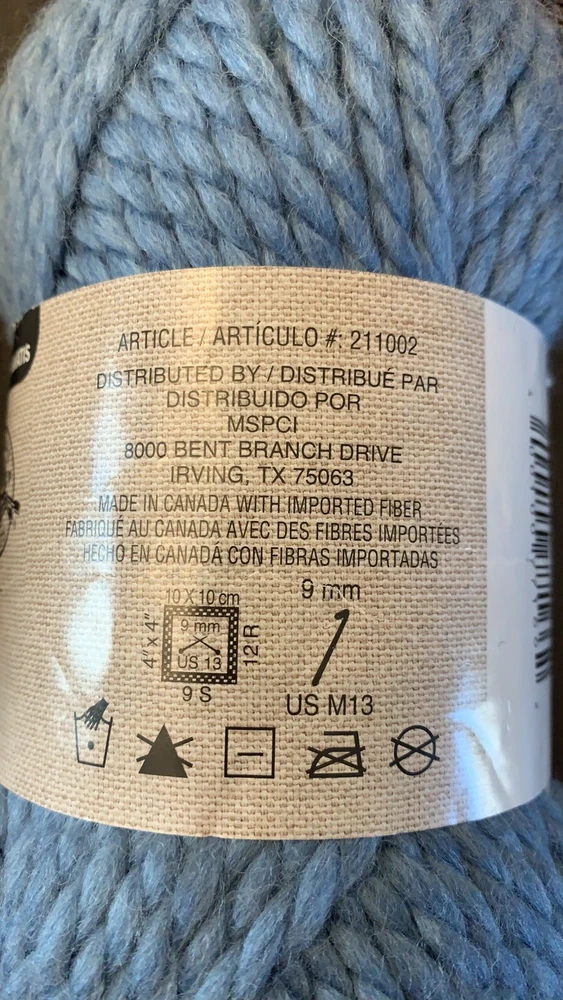 ARTICLE / ARTÍCULO #: 211002
DISTRIBUTED BY / DISTRIBUÉ PAR
DISTRIBUIDO POR
MSPCI
8000 BENT BRANCH DRIVE
IRVING, TX 75063
MADE IN CANADA WITH IMPORTED FIBER
FABRIQUÉ AU CANADA AVEC DES FIBRES IMPORTÉES
HECHO EN CANADA CON FIBRAS IMPORTADAS
10 X 10 cm
4" x 4"
9 mm
US 13
12 R
9 S
9 mm
US M13